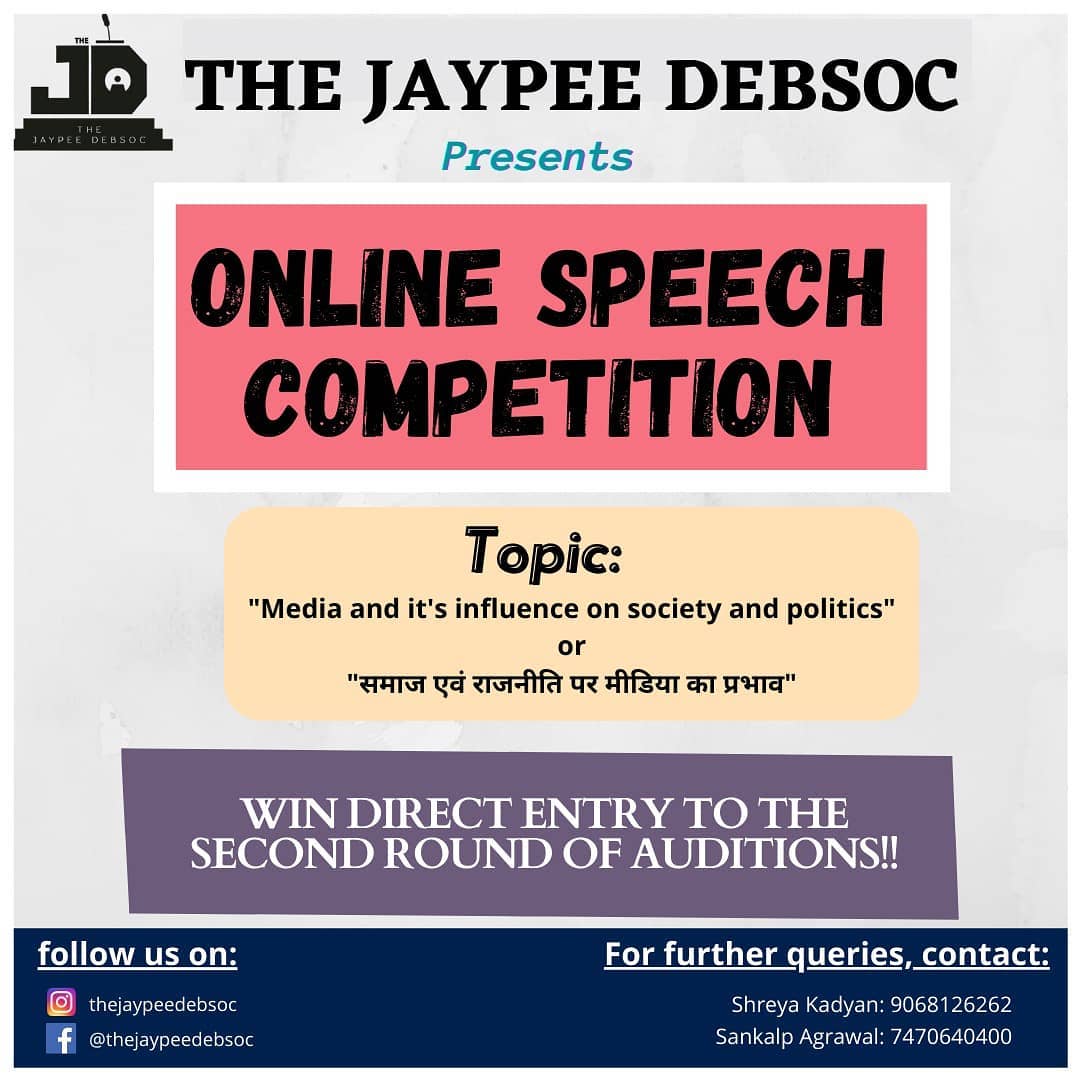 THE
JD
THE
JAYPEE DEBSOC
THE JAYPEE DEBSOC
Presents
ONLINE SPEECH
COMPETITION
Topic:
"Media and it's influence on society and politics"
or
"समाज एवं राजनीति पर मीडिया का प्रभाव"
WIN DIRECT ENTRY TO THE
SECOND ROUND OF AUDITIONS!!
follow us on:
thejaypeedebsoc
@thejaypeedebsoc
For further queries, contact:
Shreya Kadyan: 9068126262
Sankalp Agrawal: 7470640400